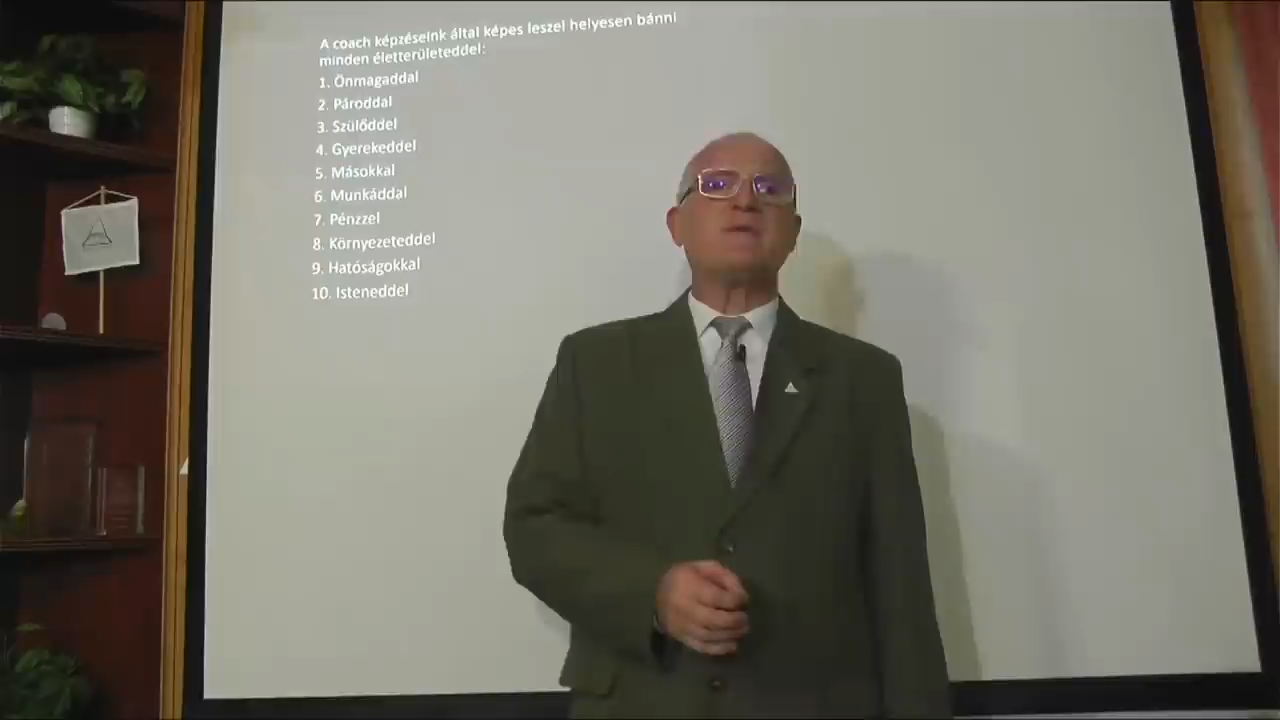 A coach képzéseink által képes leszel helyesen bánni
minden életterületeddel:
1. Önmagaddal
2. Pároddal
3. Szülőddel
4. Gyerekeddel
5. Másokkal
6. Munkáddal
7. Pénzzel
8. Környezeteddel
9. Hatóságokkal
10. Isteneddel